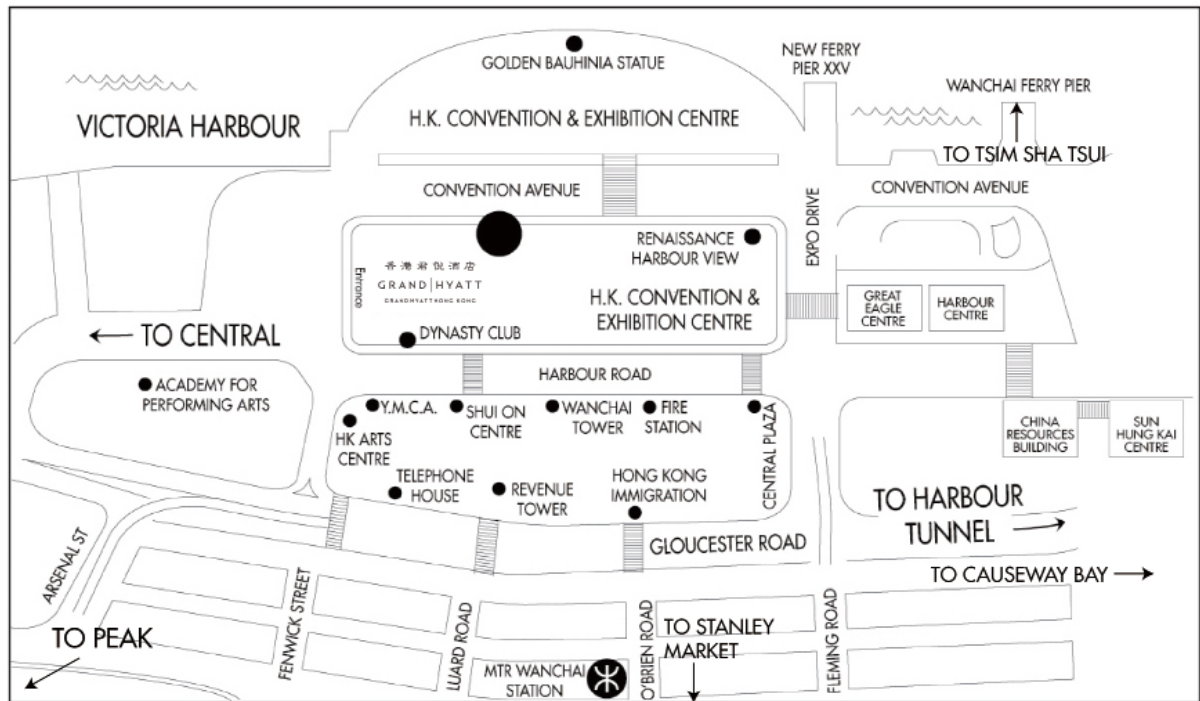 GOLDEN BAUHINIA STATUE
NEW FERRY
PIER XXV
WANCHAI FERRY PIER
VICTORIA HARBOUR
H.K. CONVENTION & EXHIBITION CENTRE
TO TSIM SHA TSUI
CONVENTION AVENUE
CONVENTION AVENUE
EXPO DRIVE
RENAISSANCE
HARBOUR VIEW
Entrance
香港君悅酒店
GRAND HYATT
GRAND HYATT HONG KONG
H.K. CONVENTION &
EXHIBITION CENTRE
GREAT
EAGLE
CENTRE
HARBOUR
CENTRE
TO CENTRAL
DYNASTY CLUB
HARBOUR ROAD
ACADEMY FOR
PERFORMING ARTS
Y.M.C.A.
HK ARTS
CENTRE
SHUI ON
CENTRE
WANCHAI
TOWER
FIRE
STATION
CENTRAL PLAZA
CHINA
RESOURCES
BUILDING
SUN
HUNG KAI
CENTRE
TELEPHONE
HOUSE
REVENUE
TOWER
HONG KONG
IMMIGRATION
TO HARBOUR
TUNNEL
GLOUCESTER ROAD
TO CAUSEWAY BAY
ARSENAL ST
FENWICK STREET
LUARD ROAD
O'BRIEN ROAD
FLEMING ROAD
TO PEAK
TO STANLEY
MARKET
MTR WANCHAI
STATION